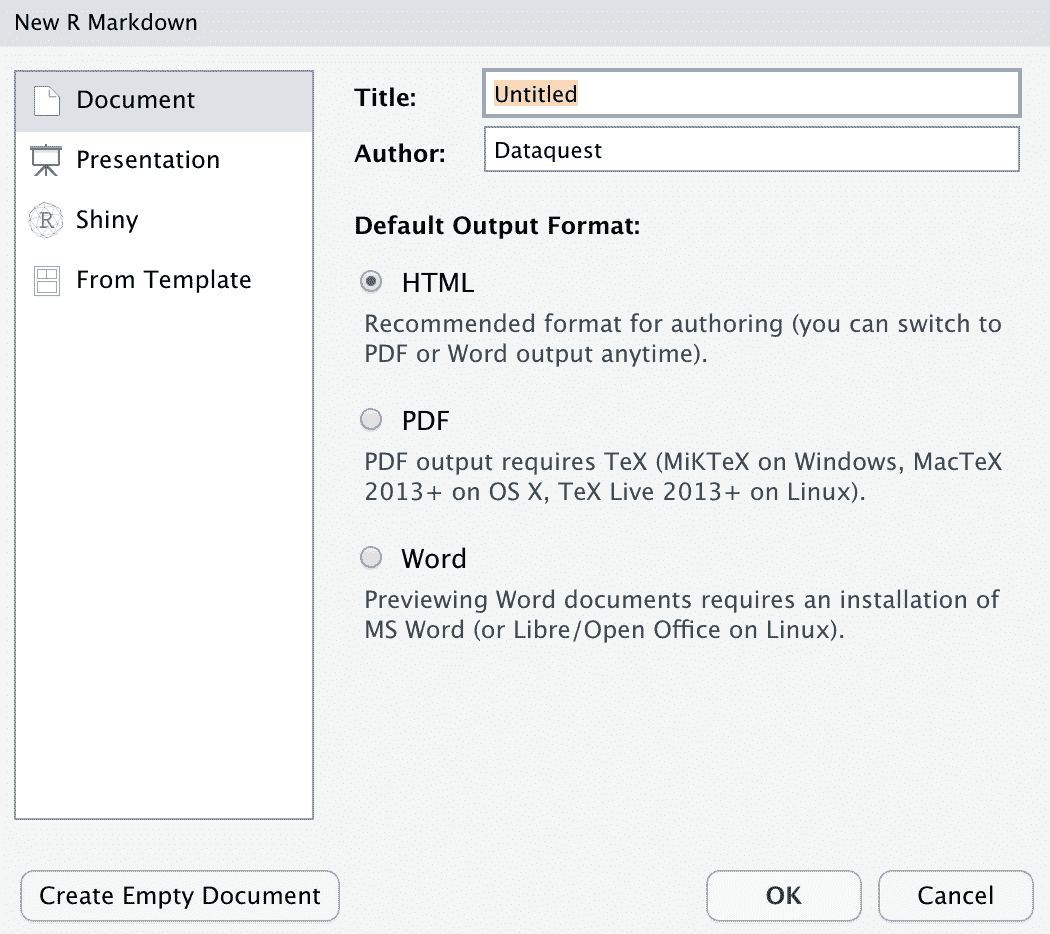 New R Markdown
Document
Presentation
Shiny
From Template
Title: Untitled
Author: Dataquest
Default Output Format:
HTML
Recommended format for authoring (you can switch to
PDF or Word output anytime).
PDF
PDF output requires TeX (MiKTeX on Windows, MacTeX
2013+ on OS X, TeX Live 2013+ on Linux).
Word
Previewing Word documents requires an installation of
MS Word (or Libre/Open Office on Linux).
Create Empty Document
OK
Cancel